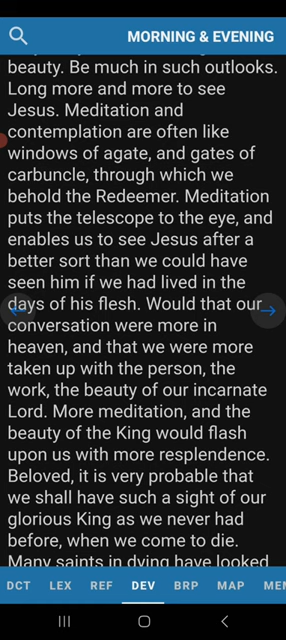 MORNING & EVENING
beauty. Be much in such outlooks.
Long more and more to see
Jesus. Meditation and
contemplation are often like
windows of agate, and gates of
carbuncle, through which we
behold the Redeemer. Meditation
puts the telescope to the eye, and
enables us to see Jesus after a
better sort than we could have
seen him if we had lived in the
days of his flesh. Would that our
conversation were more in
heaven, and that we were more
taken up with the person, the
work, the beauty of our incarnate
Lord. More meditation, and the
beauty of the King would flash
upon us with more resplendence.
Beloved, it is very probable that
we shall have such a sight of our
glorious King as we never had
before, when we come to die.
Many saints in dying have looked
DCT LEX REF DEV BRP MAP MEN